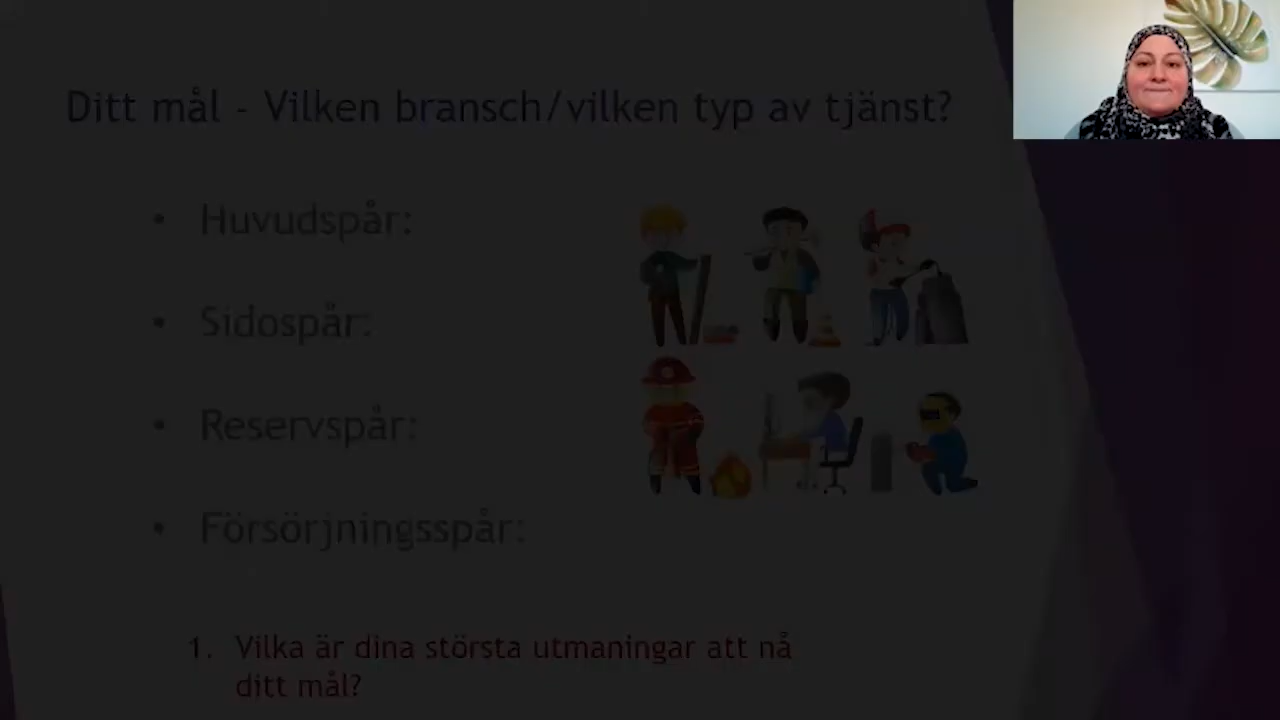 Ditt mål - Vilken bransch/vilken typ av tjänst?
• Huvudspår:
• Sidospår:
• Reservspår:
• Försörjningsspår:
1. Vilka är dina största utmaningar att nå
ditt mål?